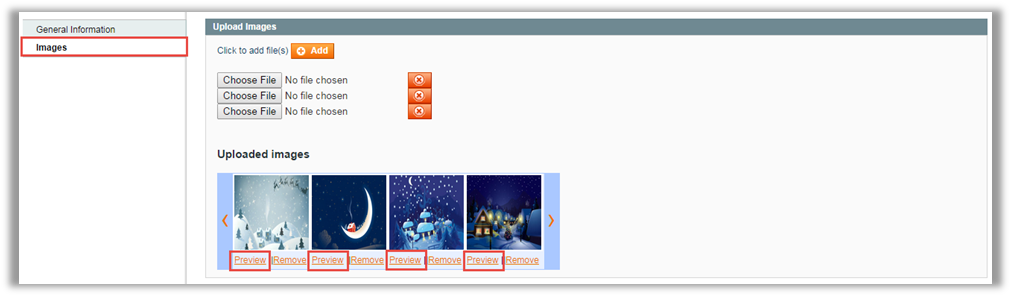 General Information
Images
Upload Images
Click to add file(s) Add
Choose File No file chosen
Choose File No file chosen
Choose File No file chosen
Uploaded images
Preview |Remove Preview |Remove Preview |Remove Preview |Remove